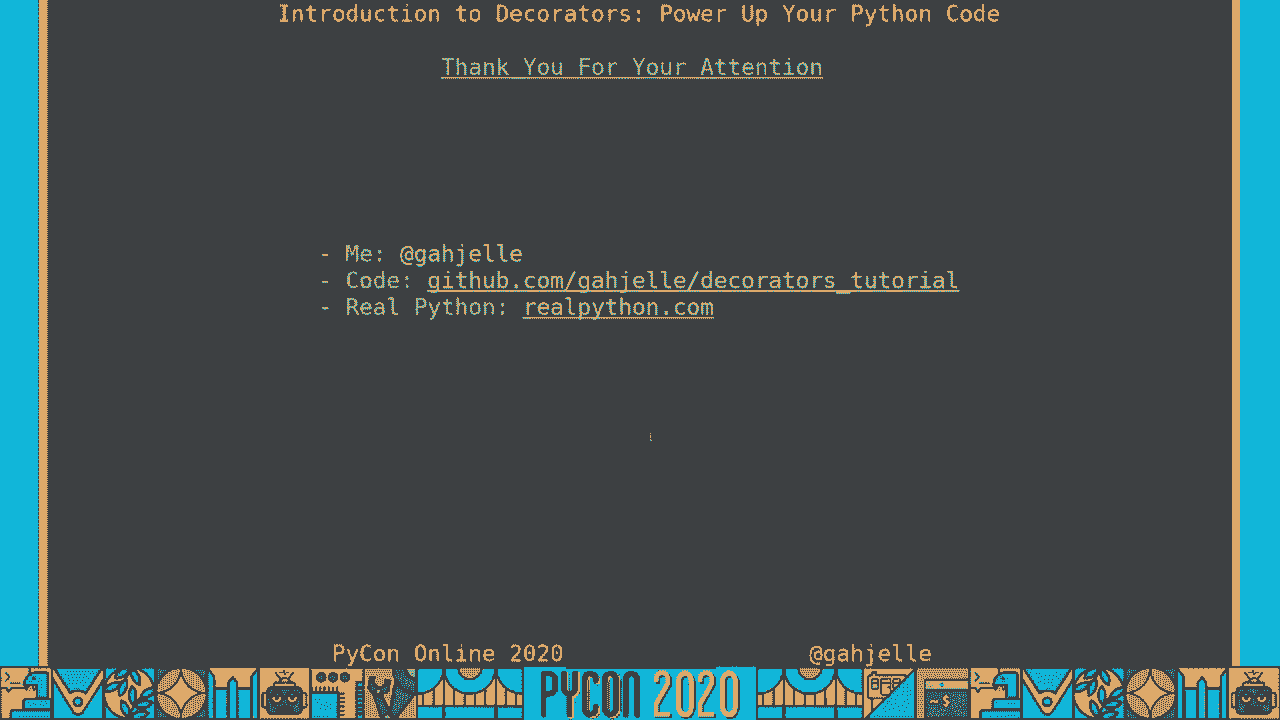 Introduction to Decorators: Power Up Your Python Code
Thank You For Your Attention
- Me: @gahjelle
- Code: github.com/gahjelle/decorators_tutorial
- Real Python: realpython.com
PyCon Online 2020 @gahjelle
PYCON 2020